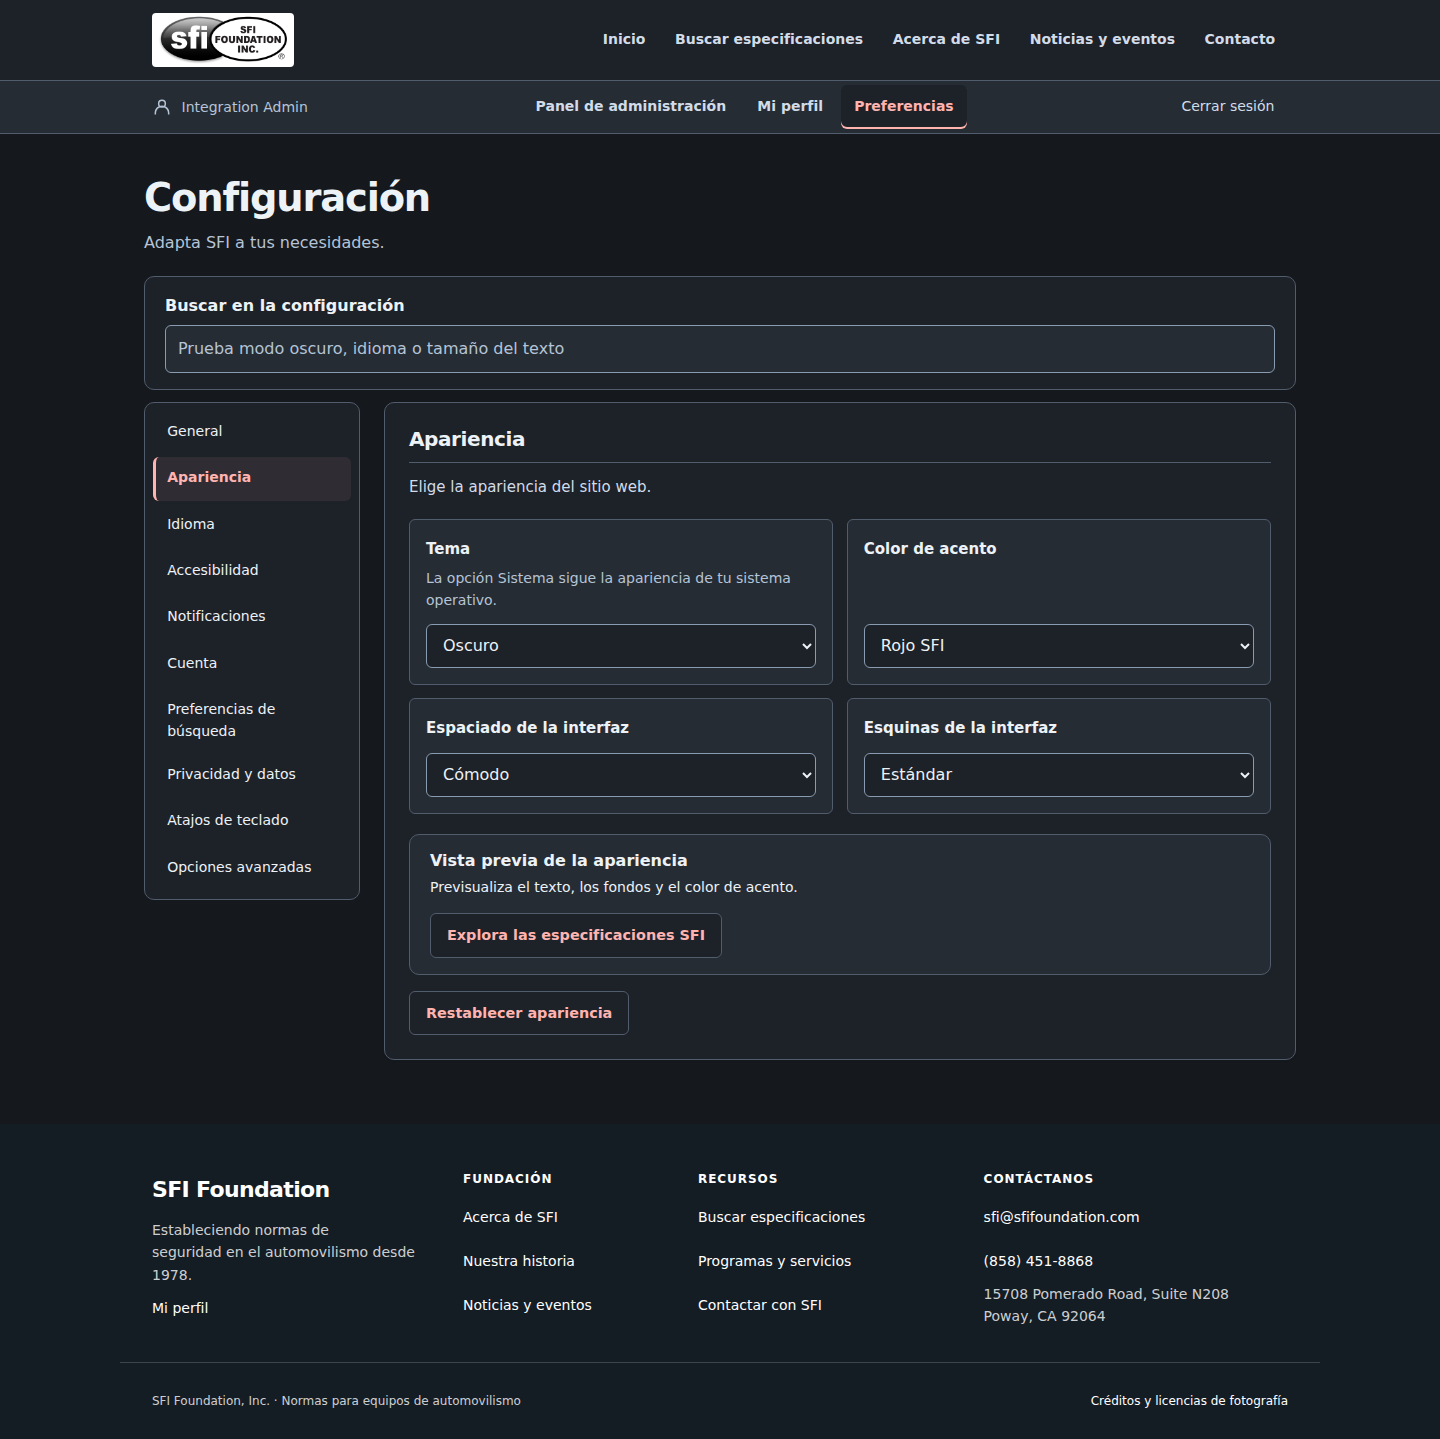 sfi SFI FOUNDATION INC. ®
Inicio Buscar especificaciones Acerca de SFI Noticias y eventos Contacto
Integration Admin Panel de administración Mi perfil Preferencias Cerrar sesión
Configuración
Adapta SFI a tus necesidades.
Buscar en la configuración
Prueba modo oscuro, idioma o tamaño del texto
General
Apariencia
Idioma
Accesibilidad
Notificaciones
Cuenta
Preferencias de
búsqueda
Privacidad y datos
Atajos de teclado
Opciones avanzadas
Apariencia
Elige la apariencia del sitio web.
Tema
La opción Sistema sigue la apariencia de tu sistema
operativo.
Oscuro
Color de acento
Rojo SFI
Espaciado de la interfaz
Cómodo
Esquinas de la interfaz
Estándar
Vista previa de la apariencia
Previsualiza el texto, los fondos y el color de acento.
Explora las especificaciones SFI
Restablecer apariencia
SFI Foundation
Estableciendo normas de
seguridad en el automovilismo desde
1978.
Mi perfil
FUNDACIÓN
Acerca de SFI
Nuestra historia
Noticias y eventos
RECURSOS
Buscar especificaciones
Programas y servicios
Contactar con SFI
CONTÁCTANOS
sfi@sfifoundation.com
(858) 451-8868
15708 Pomerado Road, Suite N208
Poway, CA 92064
SFI Foundation, Inc. · Normas para equipos de automovilismo
Créditos y licencias de fotografía